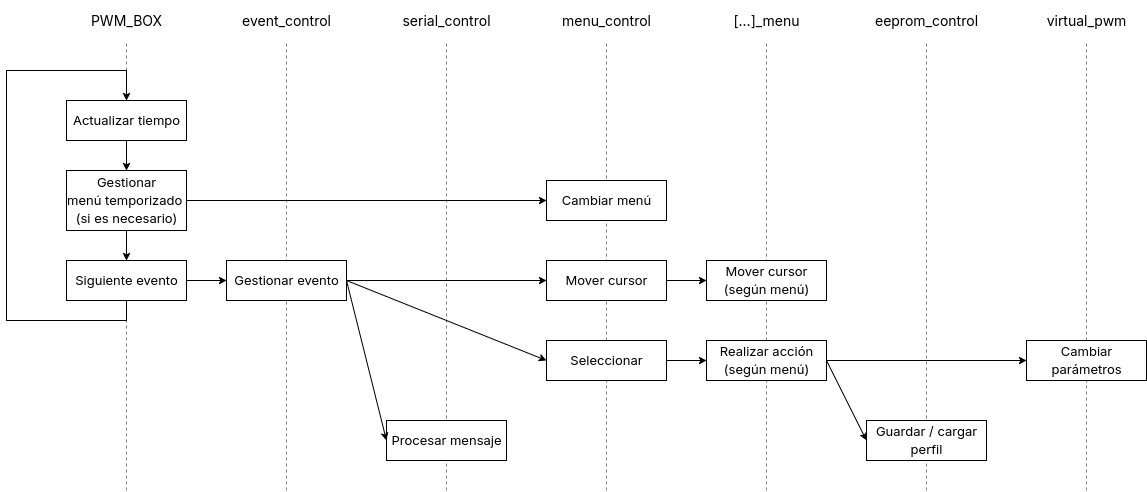 PWM_BOX
event_control
serial_control
menu_control
[...]_menu
eeprom_control
virtual_pwm
Actualizar tiempo
Gestionar
menú temporizado
(si es necesario)
Cambiar menú
Siguiente evento
Gestionar evento
Mover cursor
Mover cursor
(según menú)
Seleccionar
Realizar acción
(según menú)
Cambiar
parámetros
Procesar mensaje
Guardar / cargar
perfil